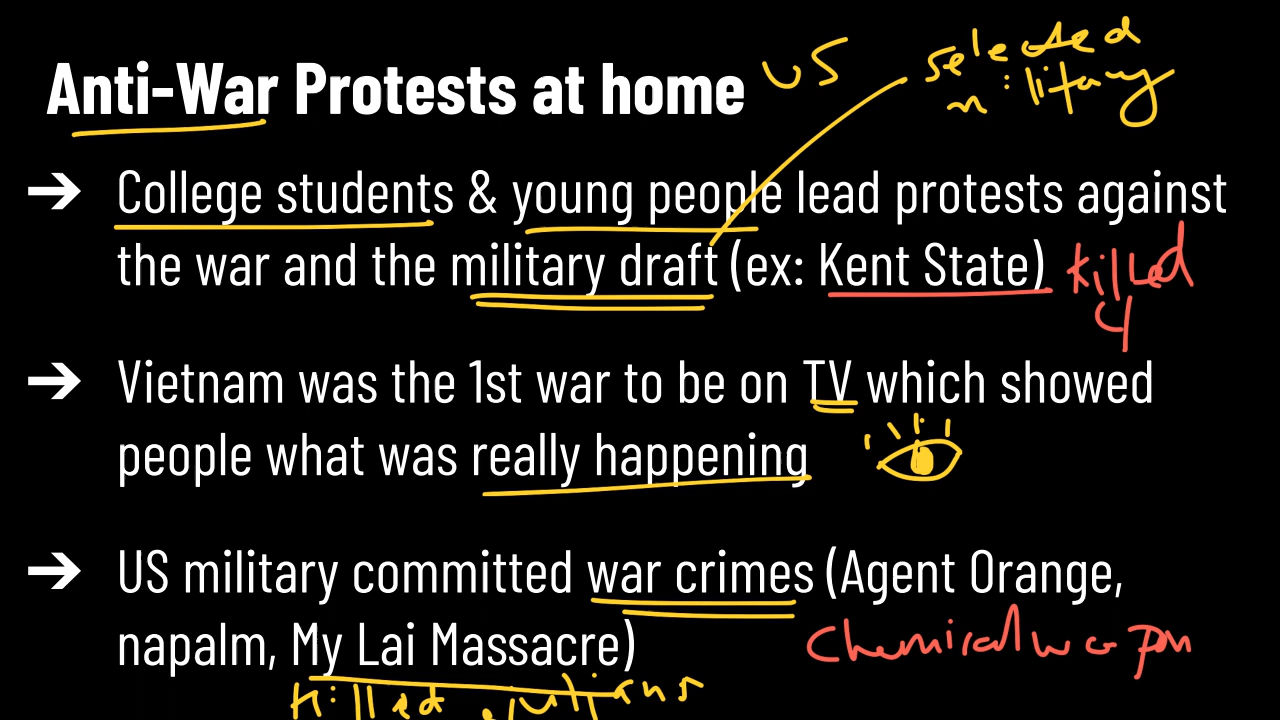 Anti-War Protests at home
US
selected
military
➔ College students & young people lead protests against
the war and the military draft (ex: Kent State)
killed
4
➔ Vietnam was the 1st war to be on TV which showed
people what was really happening
➔ US military committed war crimes (Agent Orange,
napalm, My Lai Massacre)
Chemical weapon
killed civilians